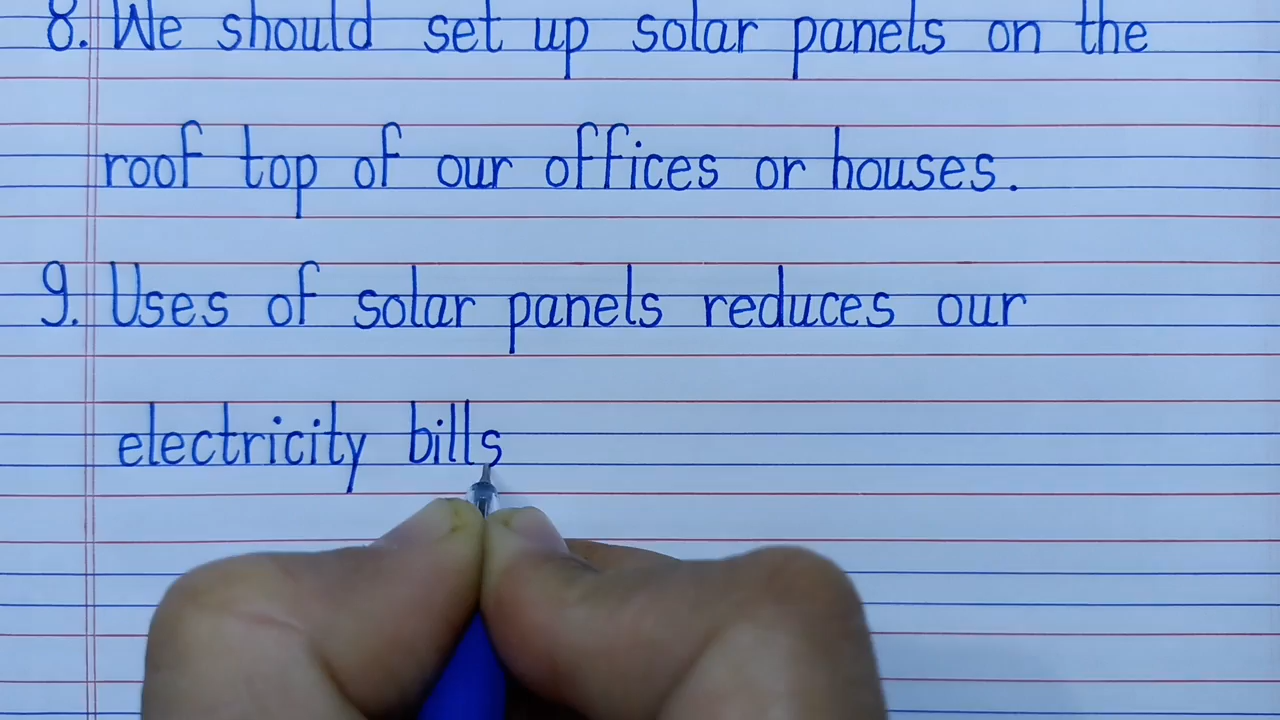 8. We should set up solar panels on the
roof top of our offices or houses.
9. Uses of solar panels reduces our
electricity bills